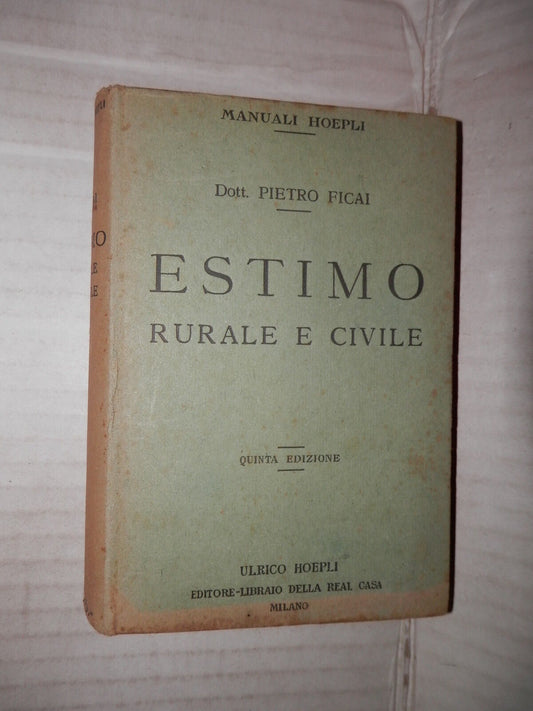 MANUALI HOEPLI
Dott. PIETRO FICAI
ESTIMO
RURALE E CIVILE
QUINTA EDIZIONE
ULRICO HOEPLI
EDITORE-LIBRAIO DELLA REAL CASA
MILANO